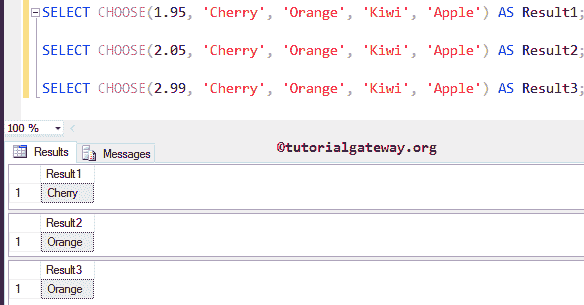 SELECT CHOOSE(1.95, 'Cherry', 'Orange', 'Kiwi', 'Apple') AS Result1;
SELECT CHOOSE(2.05, 'Cherry', 'Orange', 'Kiwi', 'Apple') AS Result2;
SELECT CHOOSE(2.99, 'Cherry', 'Orange', 'Kiwi', 'Apple') AS Result3;
100 %
Results Messages
©tutorialgateway.org
Result1
1 Cherry
Result2
1 Orange
Result3
1 Orange